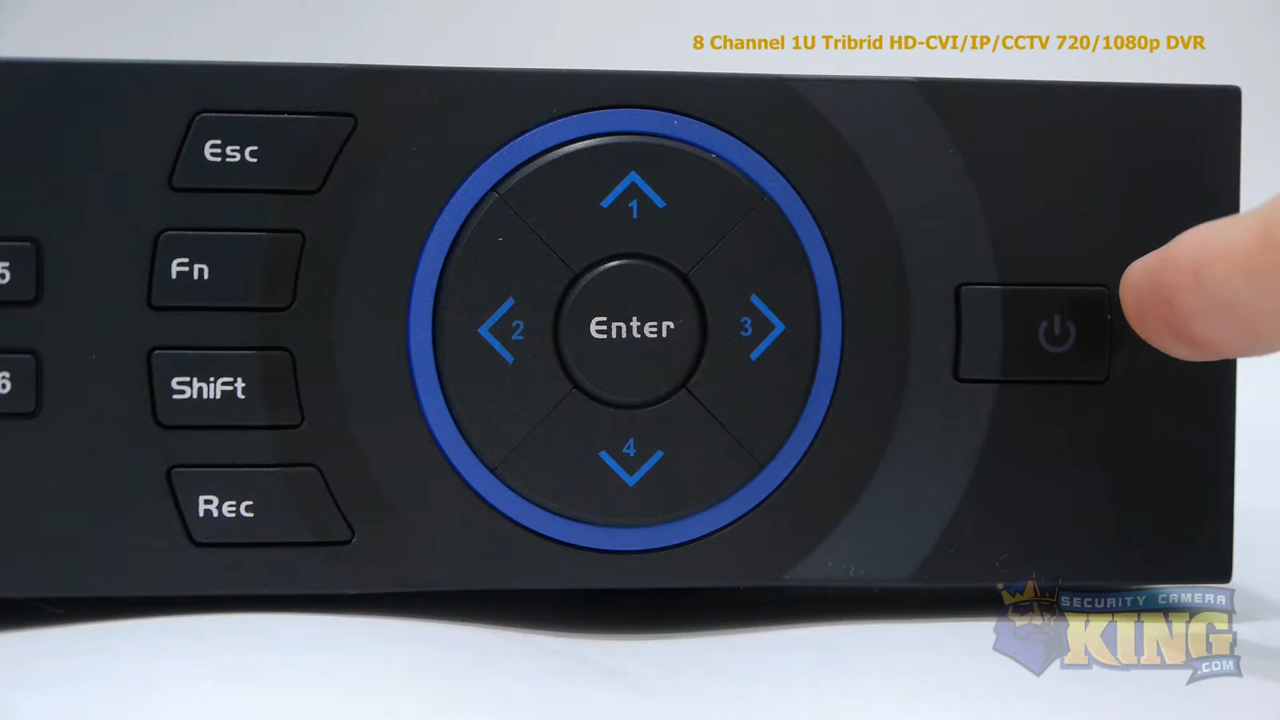 8 Channel 1U Tribrid HD-CVI/IP/CCTV 720/1080p DVR
Esc
1
5
Fn
2
Enter
3
6
Shift
4
Rec
SECURITY CAMERA
KING
.COM